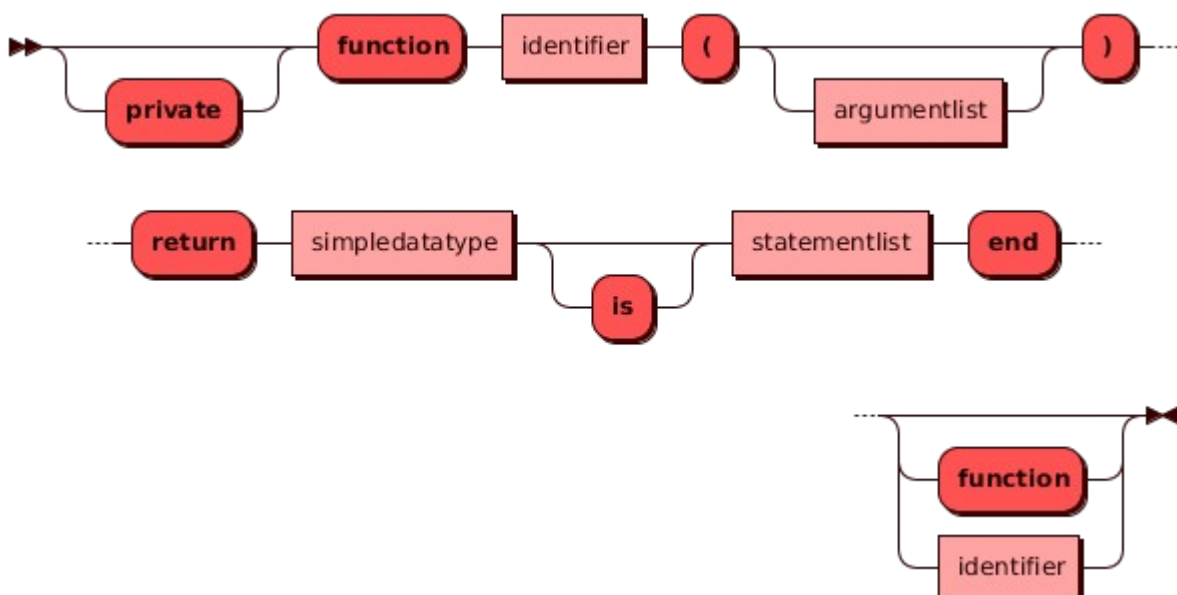 function identifier ( )
private argumentlist
return simpledatatype statementlist end
is
function
identifier